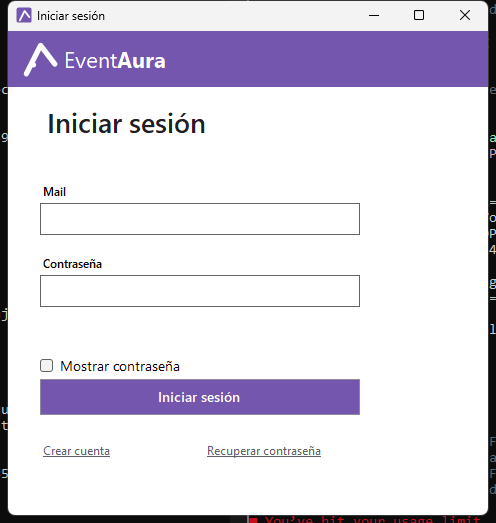 Iniciar sesión
EventAura
Iniciar sesión
Mail
Contraseña
Mostrar contraseña
Iniciar sesión
Crear cuenta
Recuperar contraseña
You've hit your usage limit